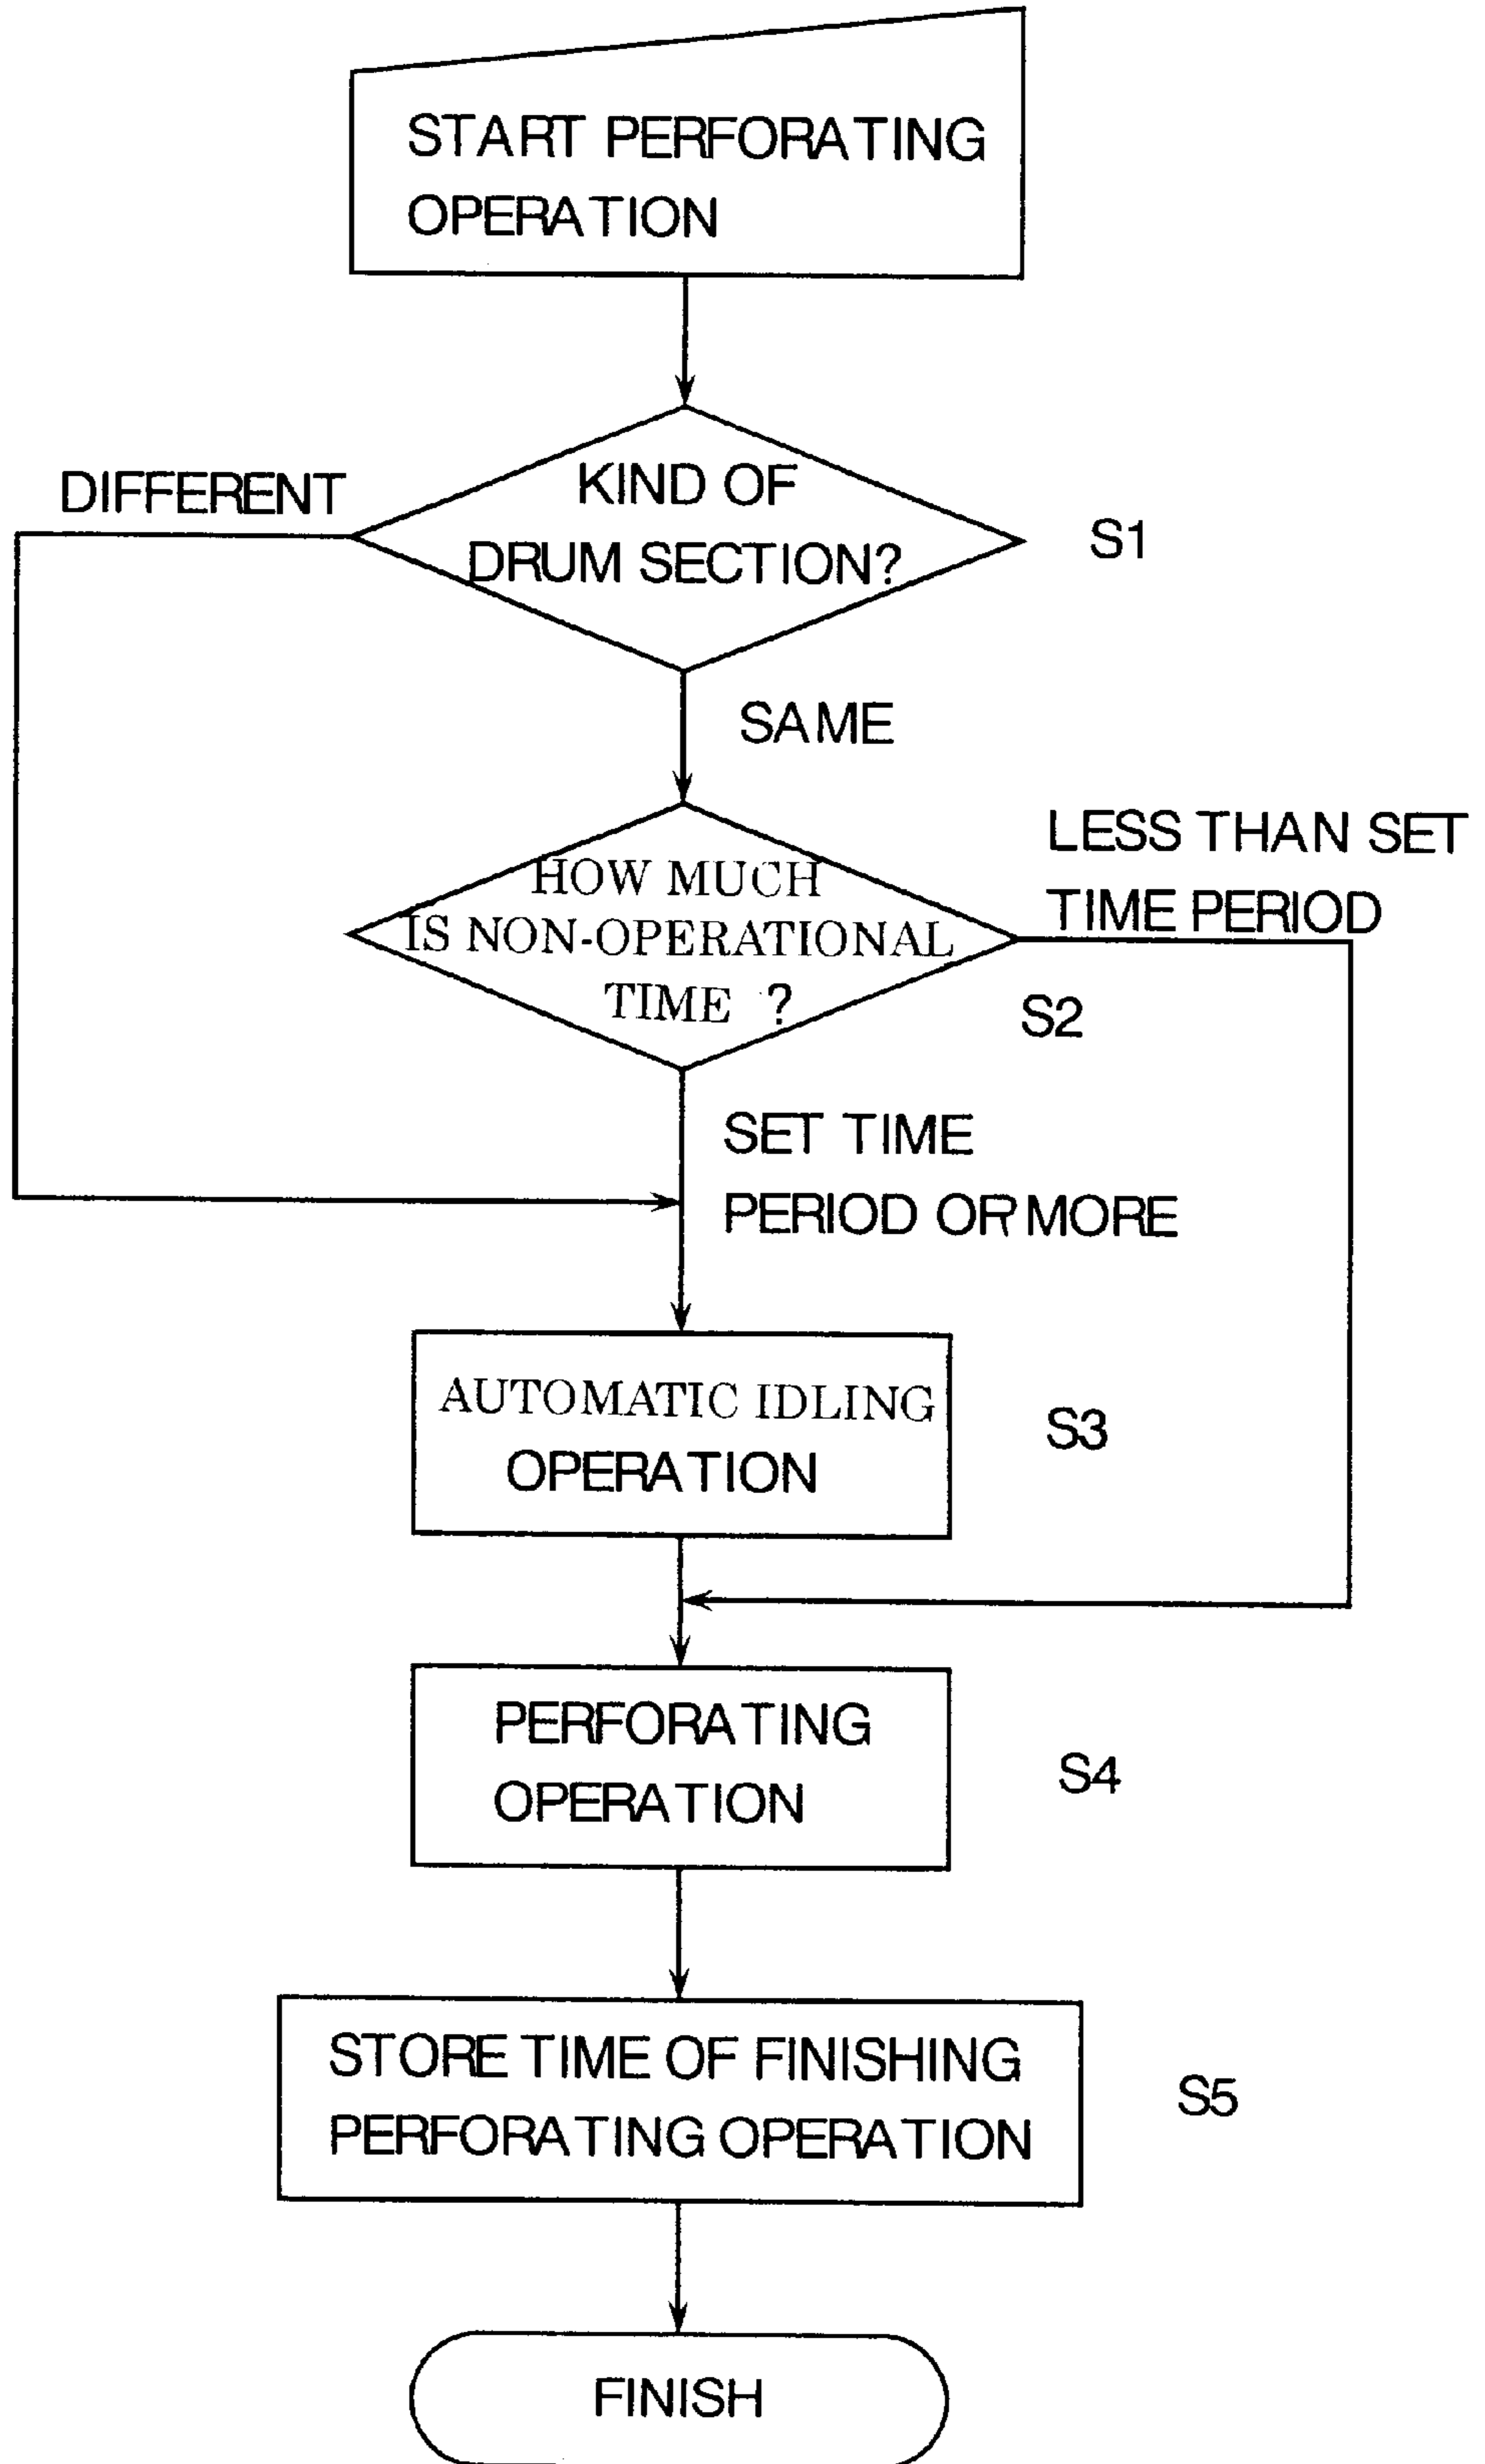 START PERFORATING
OPERATION
KIND OF
DRUM SECTION?
DIFFERENT
S1
SAME
HOW MUCH
IS NON-OPERATIONAL
TIME ?
LESS THAN SET
TIME PERIOD
S2
SET TIME
PERIOD OR MORE
AUTOMATIC IDLING
OPERATION
S3
PERFORATING
OPERATION
S4
STORE TIME OF FINISHING
PERFORATING OPERATION
S5
FINISH